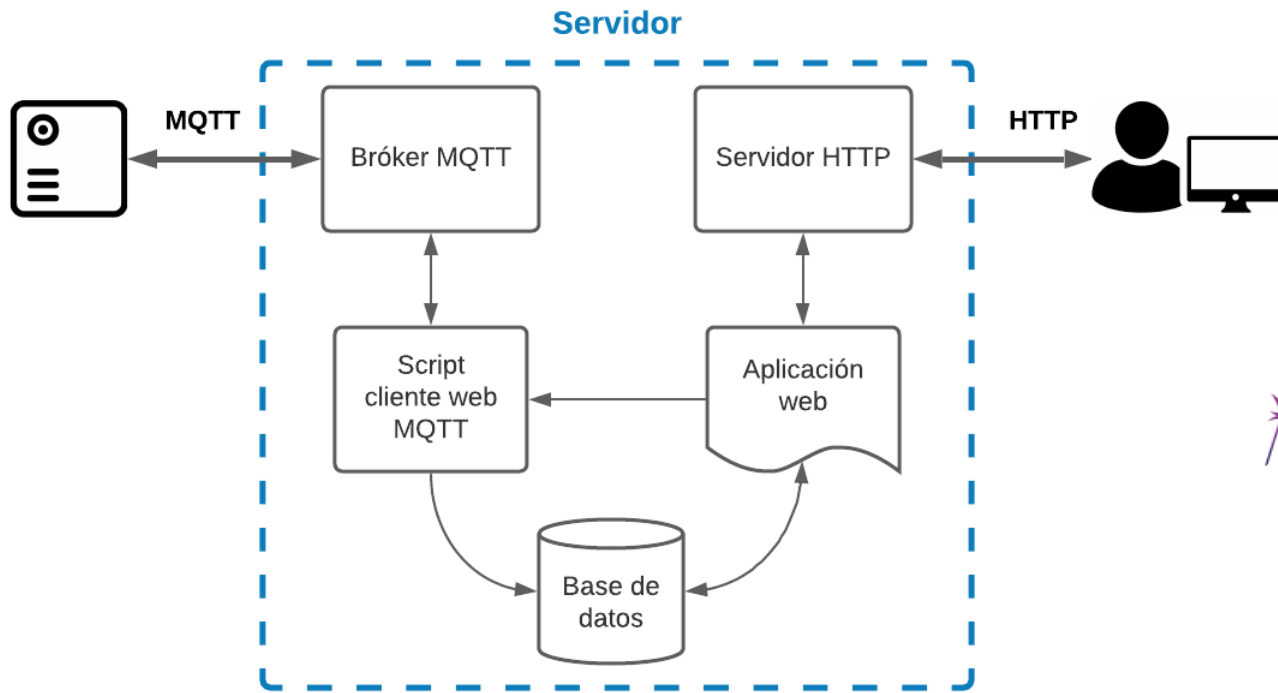 Servidor
MQTT
Bróker MQTT
Servidor HTTP
HTTP
Script
cliente web
MQTT
Aplicación
web
Base de
datos